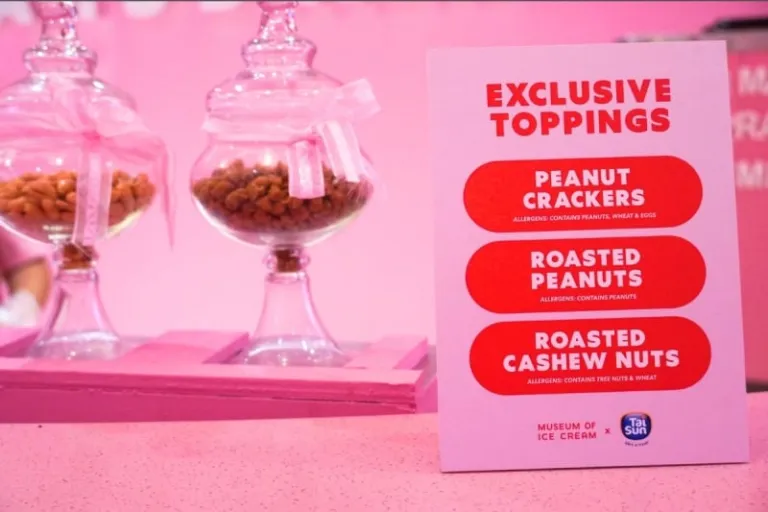 EXCLUSIVE
TOPPINGS
PEANUT
CRACKERS
ALLERGENS: CONTAINS PEANUTS, WHEAT & EGGS
ROASTED
PEANUTS
ALLERGENS: CONTAINS PEANUTS
ROASTED
CASHEW NUTS
ALLERGENS: CONTAINS TREE NUTS & WHEAT
MUSEUM OF
ICE CREAM x Tai Sun